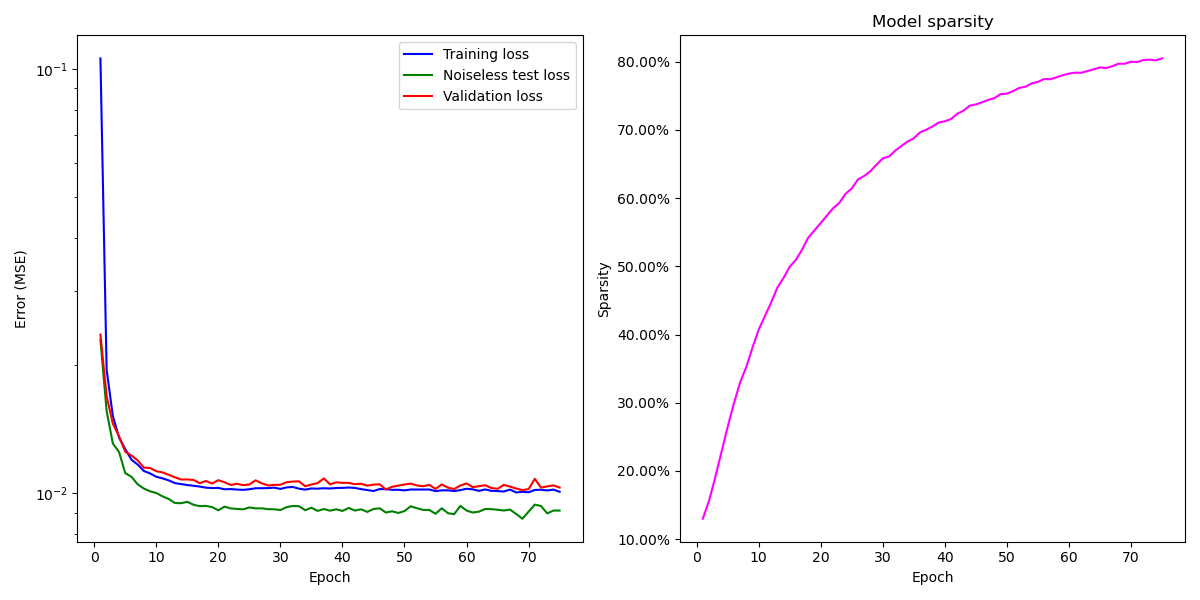 10⁻¹
10⁻²
Error (MSE)
0 10 20 30 40 50 60 70
Epoch
Training loss
Noiseless test loss
Validation loss
Model sparsity
80.00%
70.00%
60.00%
50.00%
40.00%
30.00%
20.00%
10.00%
Sparsity
0 10 20 30 40 50 60 70
Epoch